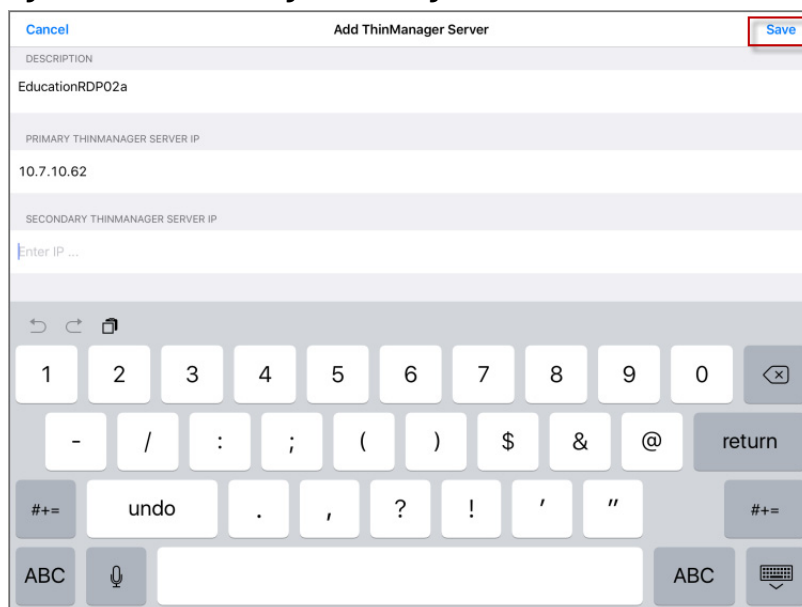 Cancel Add ThinManager Server Save
DESCRIPTION
EducationRDP02a
PRIMARY THINMANAGER SERVER IP
10.7.10.62
SECONDARY THINMANAGER SERVER IP
Enter IP ...
1 2 3 4 5 6 7 8 9 0
- / : ; ( ) $ & @ return
#+= undo . , ? ! ' " #+=
ABC ABC